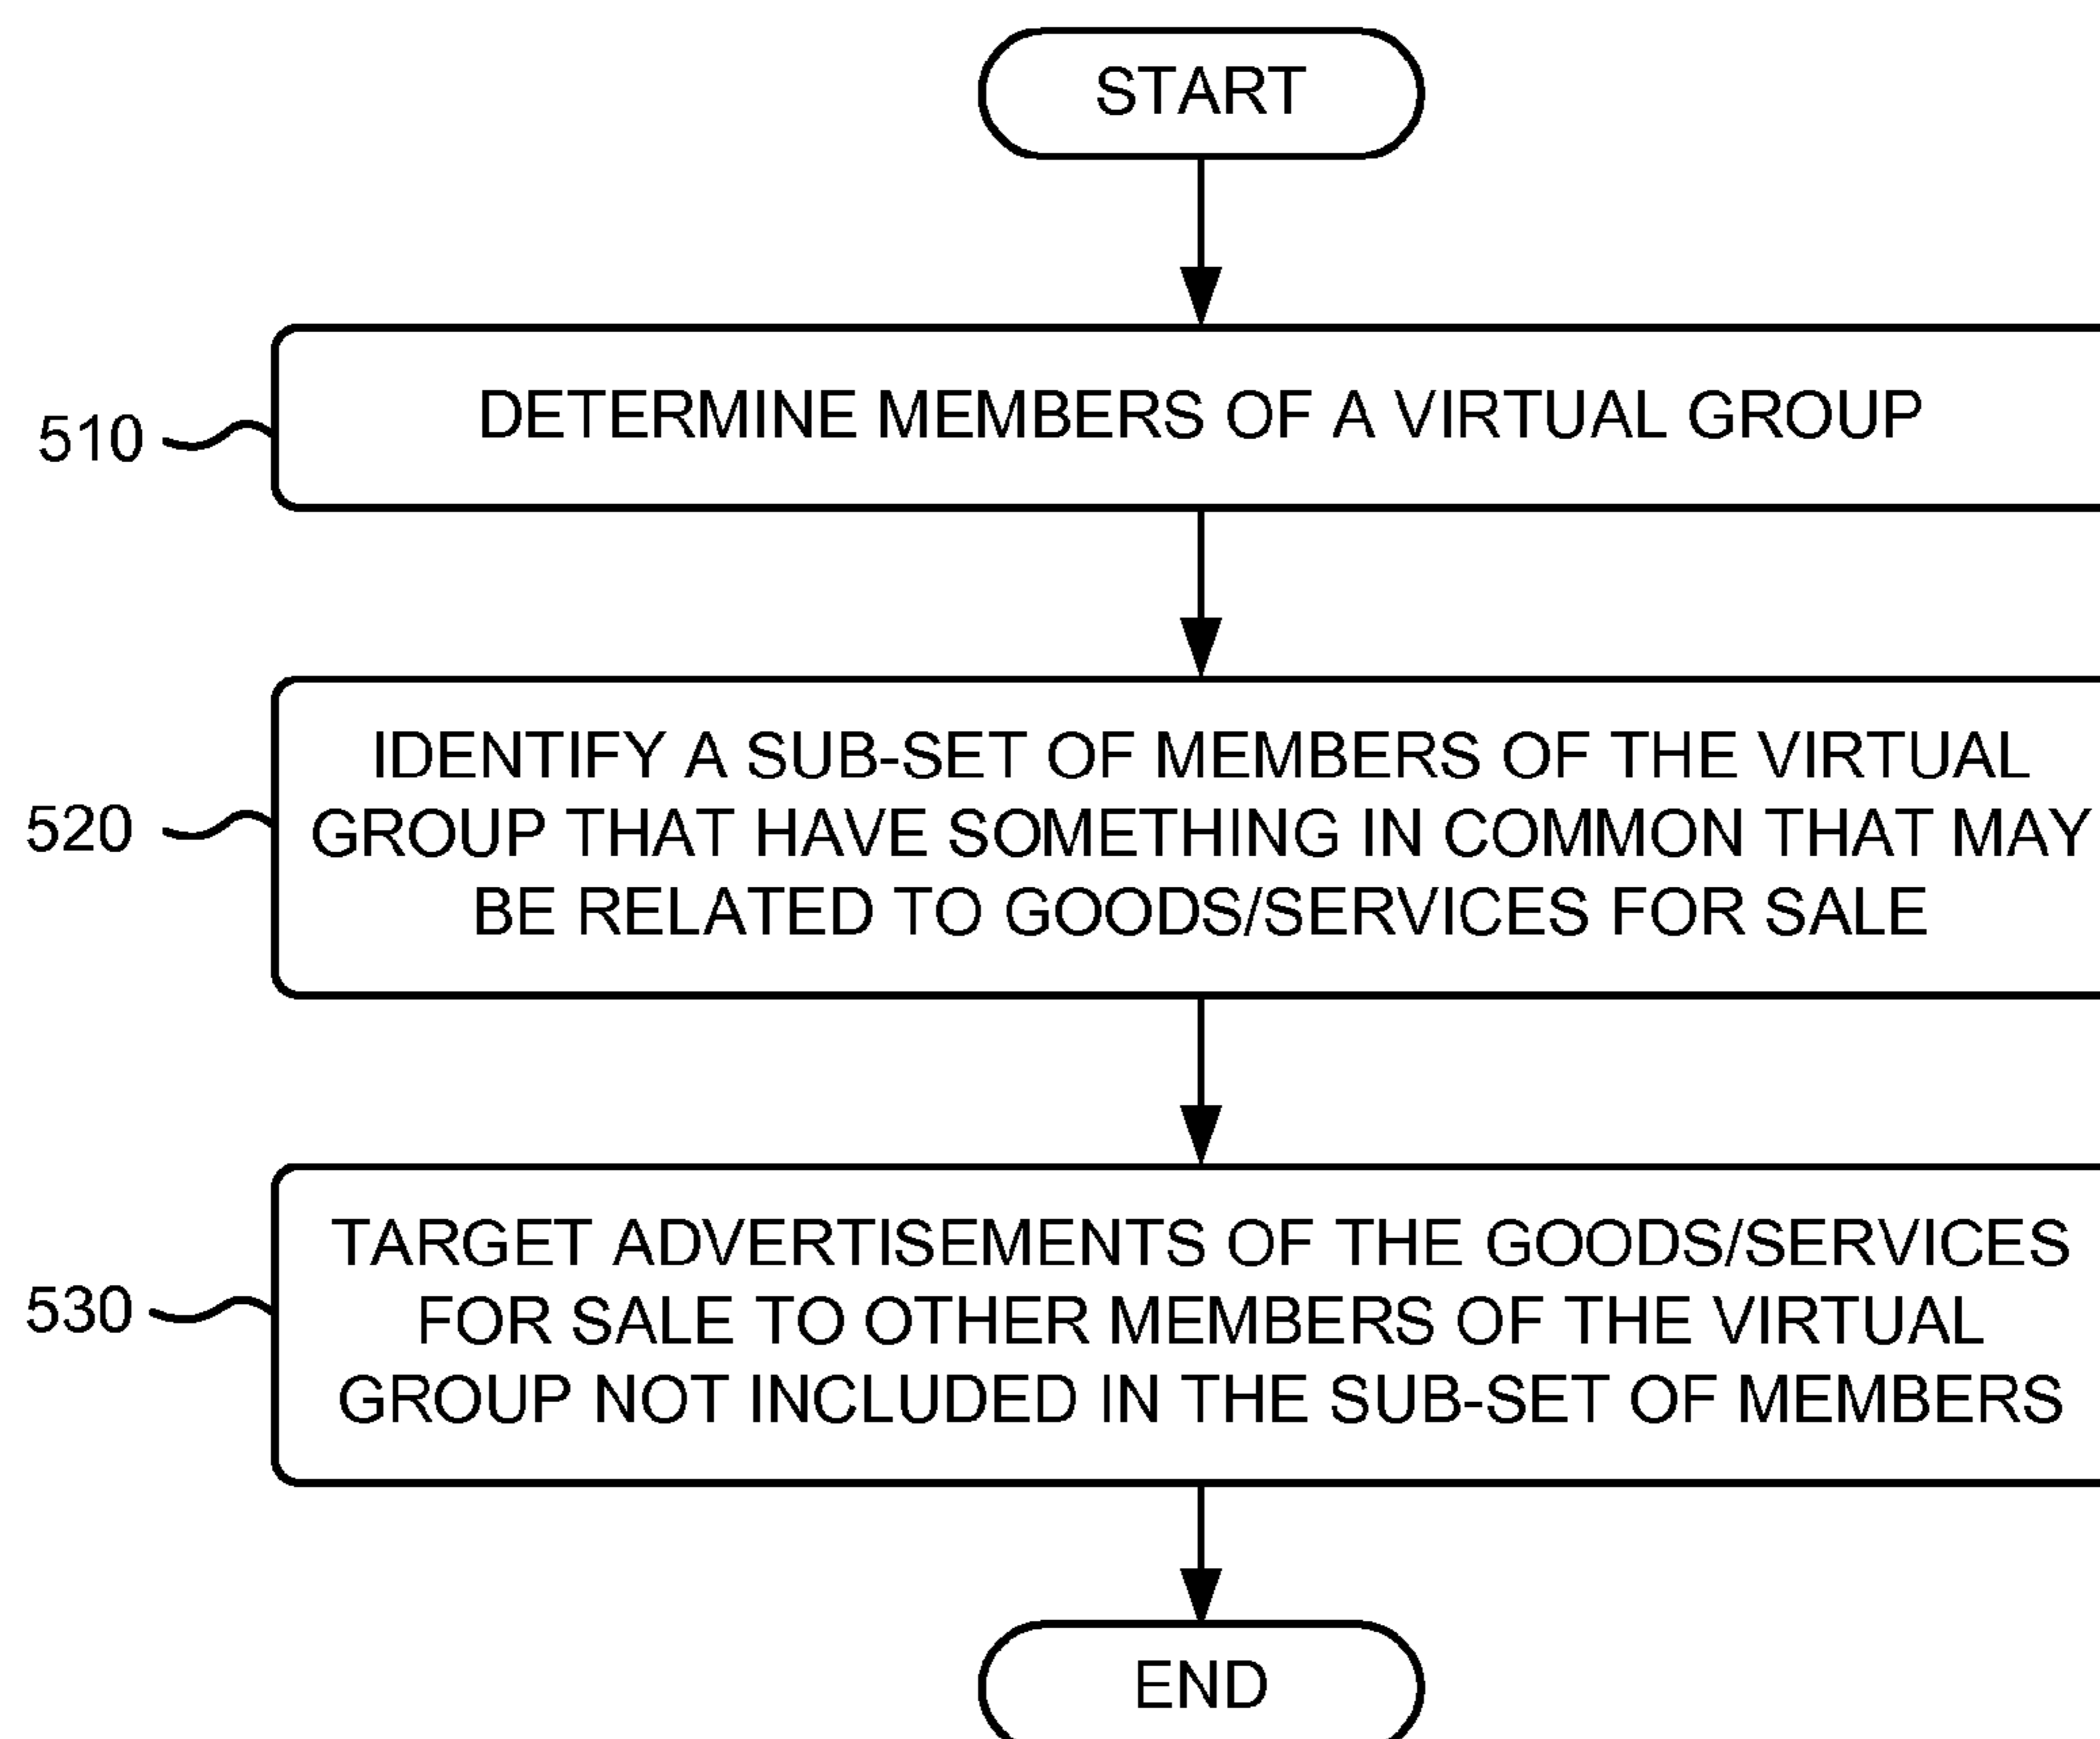 START
510
DETERMINE MEMBERS OF A VIRTUAL GROUP
520
IDENTIFY A SUB-SET OF MEMBERS OF THE VIRTUAL
GROUP THAT HAVE SOMETHING IN COMMON THAT MAY
BE RELATED TO GOODS/SERVICES FOR SALE
530
TARGET ADVERTISEMENTS OF THE GOODS/SERVICES
FOR SALE TO OTHER MEMBERS OF THE VIRTUAL
GROUP NOT INCLUDED IN THE SUB-SET OF MEMBERS
END